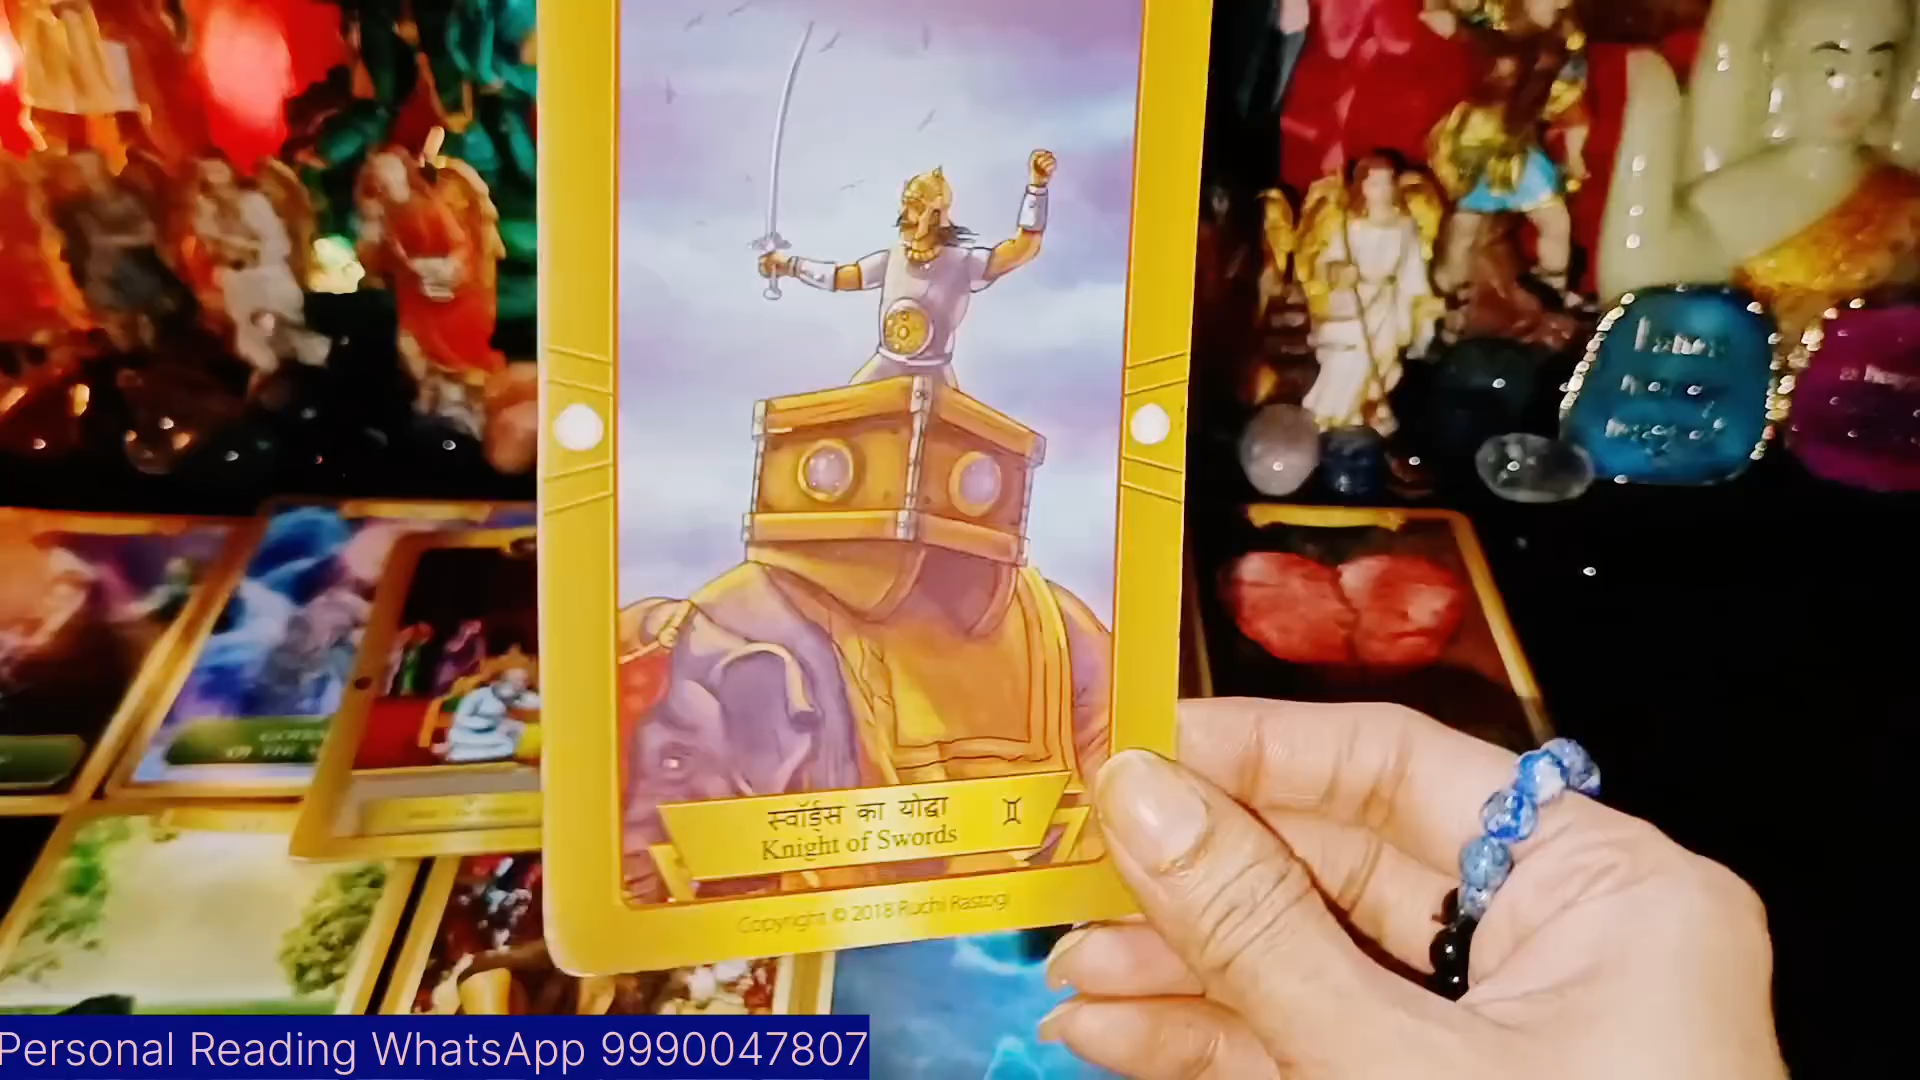 स्वॉर्ड्स का योद्धा
Knight of Swords
Copyright © 2018 Ruchi Rastogi
Personal Reading WhatsApp 9990047807